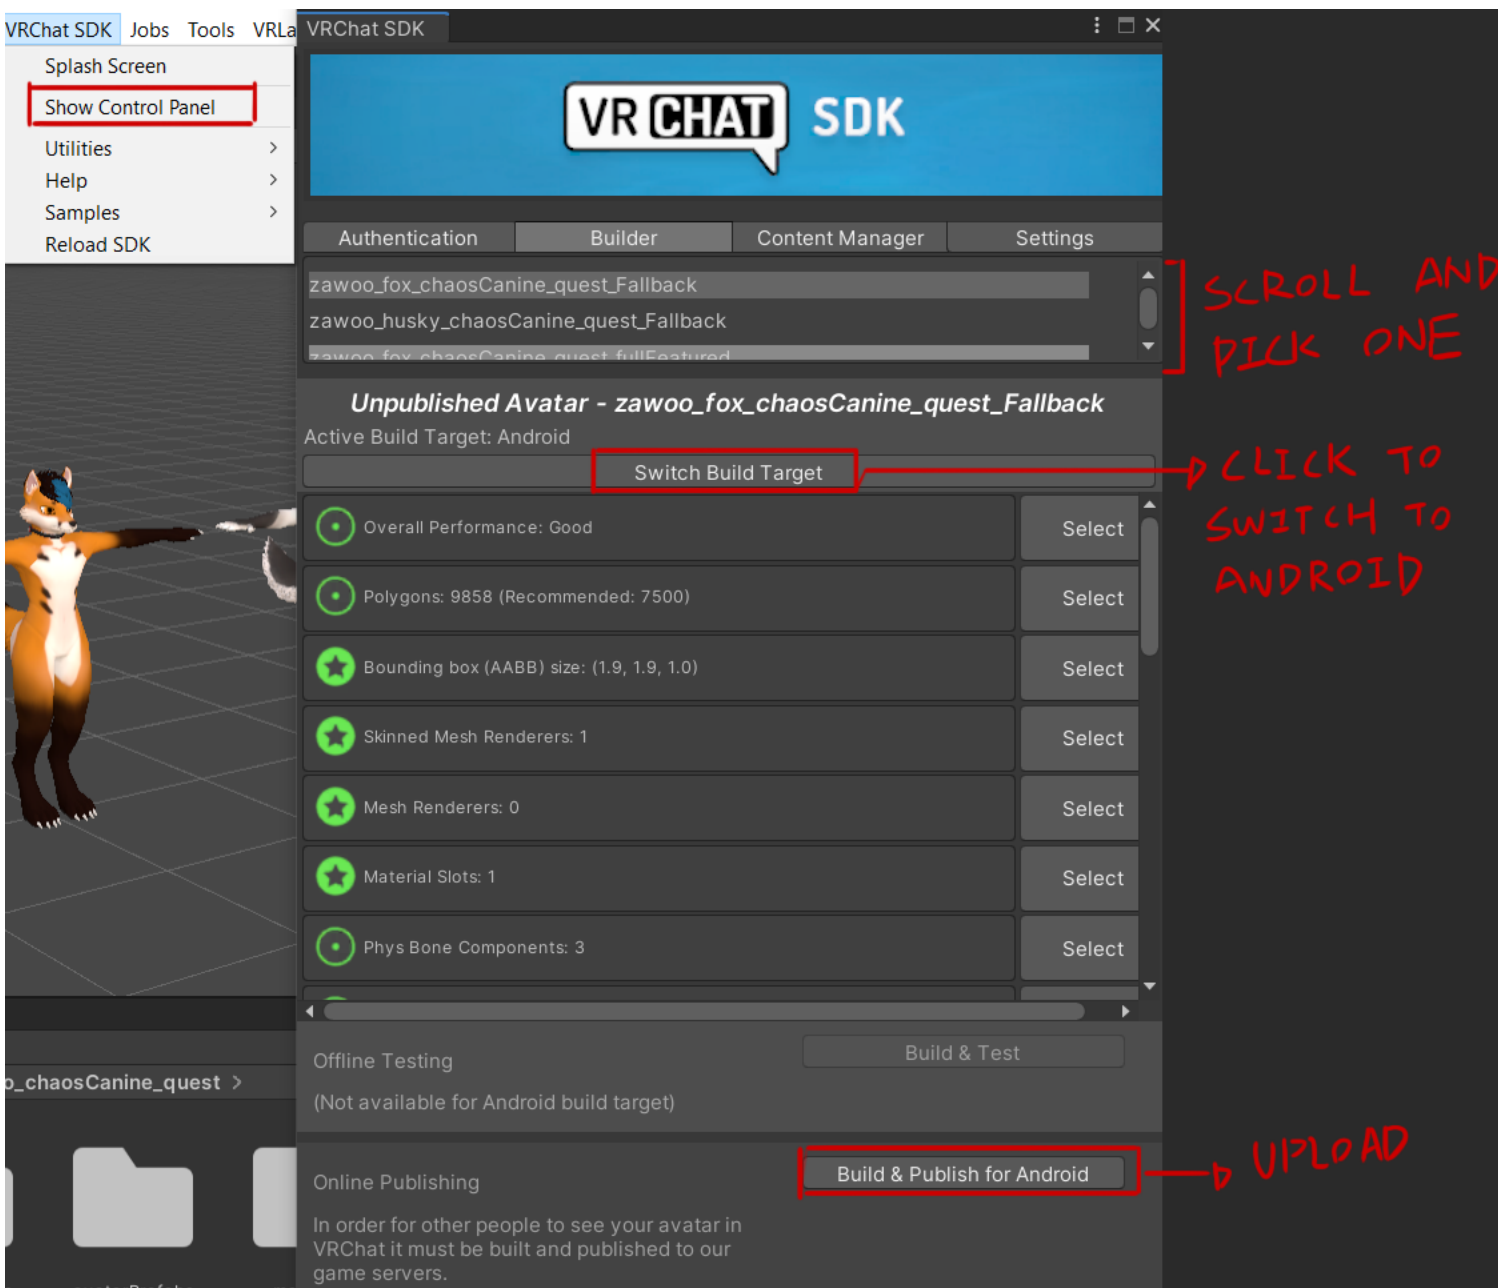 VRChat SDK Jobs Tools VRLa
Splash Screen
Show Control Panel
Utilities
Help
Samples
Reload SDK
VRChat SDK
VRCHAT SDK
Authentication Builder Content Manager Settings
zawoo_fox_chaosCanine_quest_Fallback
zawoo_husky_chaosCanine_quest_Fallback
zawoo_fox_chaosCanine_quest_fullFeatured
SCROLL AND
PICK ONE
Unpublished Avatar - zawoo_fox_chaosCanine_quest_Fallback
Active Build Target: Android
Switch Build Target
CLICK TO
SWITCH TO
ANDROID
Overall Performance: Good Select
Polygons: 9858 (Recommended: 7500) Select
Bounding box (AABB) size: (1.9, 1.9, 1.0) Select
Skinned Mesh Renderers: 1 Select
Mesh Renderers: 0 Select
Material Slots: 1 Select
Phys Bone Components: 3 Select
Offline Testing Build & Test
(Not available for Android build target)
o_chaosCanine_quest >
Online Publishing Build & Publish for Android
UPLOAD
In order for other people to see your avatar in
VRChat it must be built and published to our
game servers.